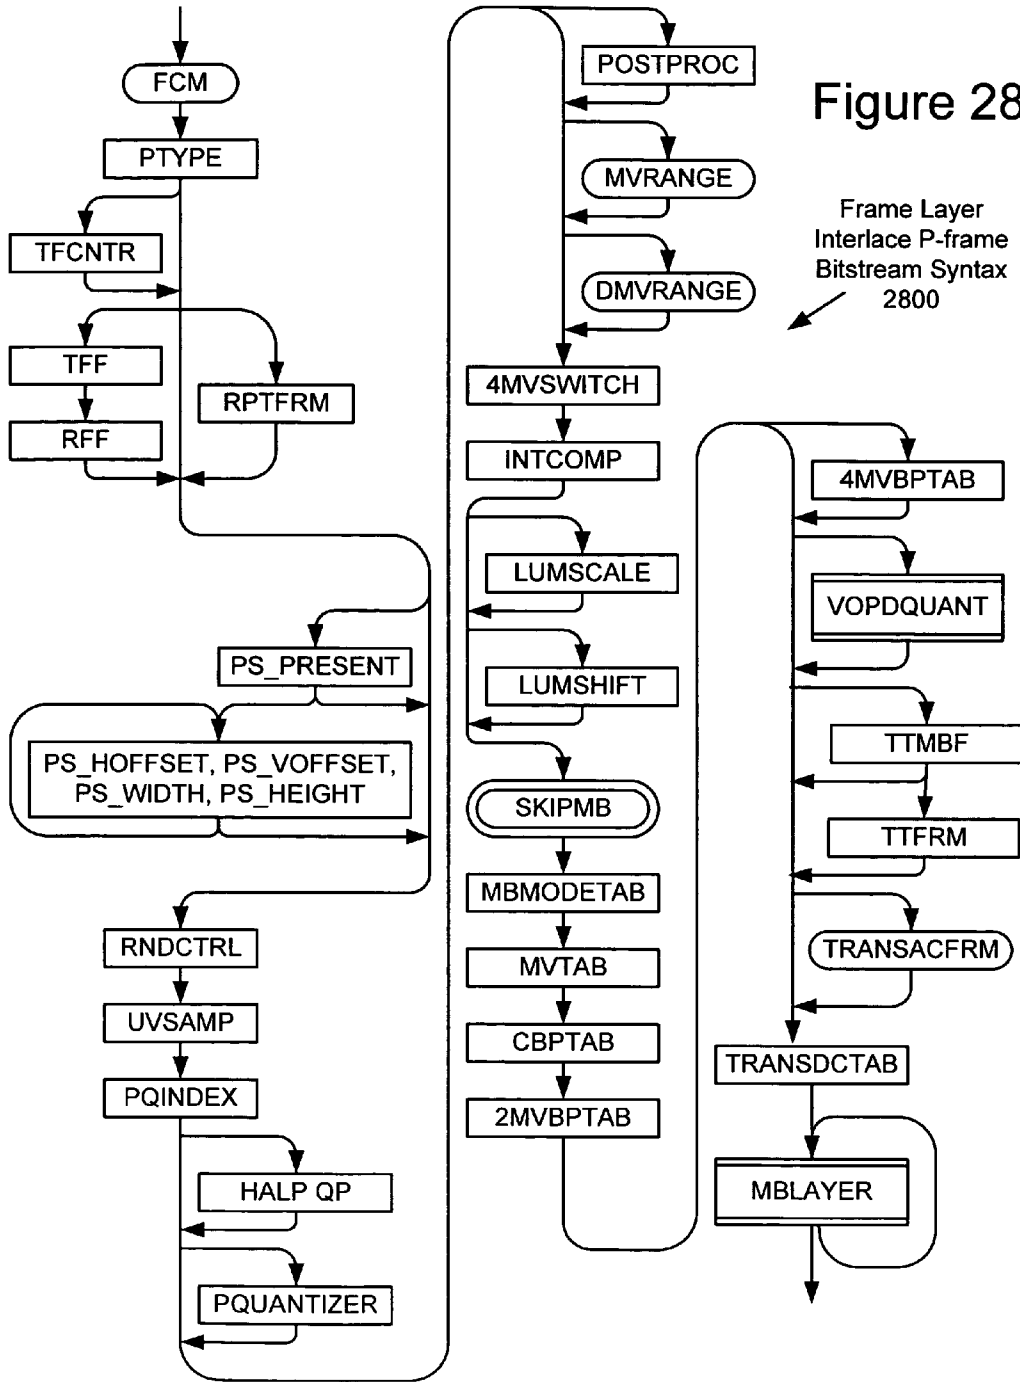 FCM
PTYPE
TFCNTR
TFF
RFF
RPTFRM
PS_PRESENT
PS_HOFFSET, PS_VOFFSET,
PS_WIDTH, PS_HEIGHT
RNDCTRL
UVSAMP
PQINDEX
HALP QP
PQUANTIZER
POSTPROC
MVRANGE
DMVRANGE
4MVSWITCH
INTCOMP
LUMSCALE
LUMSHIFT
SKIPMB
MBMODETAB
MVTAB
CBPTAB
2MVBPTAB
Figure 28
Frame Layer
Interlace P-frame
Bitstream Syntax
2800
4MVBPTAB
VOPDQUANT
TTMBF
TTFRM
TRANSACFRM
TRANSDCTAB
MBLAYER